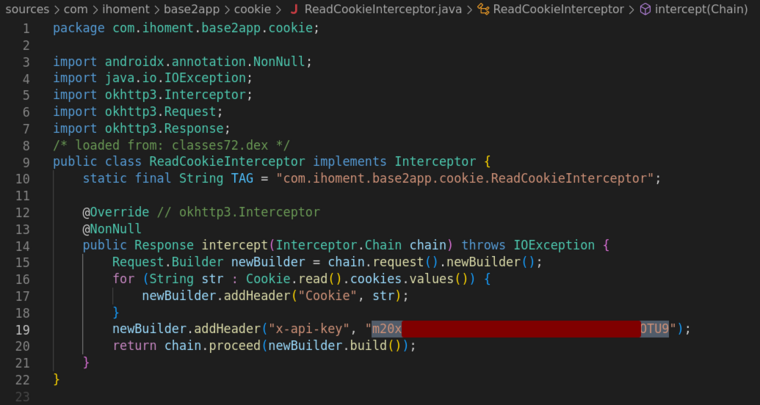 sources > com > ihoment > base2app > cookie > J ReadCookieInterceptor.java > ReadCookieInterceptor > intercept(Chain)
1 package com.ihoment.base2app.cookie;
2
3 import androidx.annotation.NonNull;
4 import java.io.IOException;
5 import okhttp3.Interceptor;
6 import okhttp3.Request;
7 import okhttp3.Response;
8 /* loaded from: classes72.dex */
9 public class ReadCookieInterceptor implements Interceptor {
10     static final String TAG = "com.ihoment.base2app.cookie.ReadCookieInterceptor";
11
12     @Override // okhttp3.Interceptor
13     @NonNull
14     public Response intercept(Interceptor.Chain chain) throws IOException {
15         Request.Builder newBuilder = chain.request().newBuilder();
16         for (String str : Cookie.read().cookies.values()) {
17             newBuilder.addHeader("Cookie", str);
18         }
19         newBuilder.addHeader("x-api-key", "m20x OTU9");
20         return chain.proceed(newBuilder.build());
21     }
22 }
23